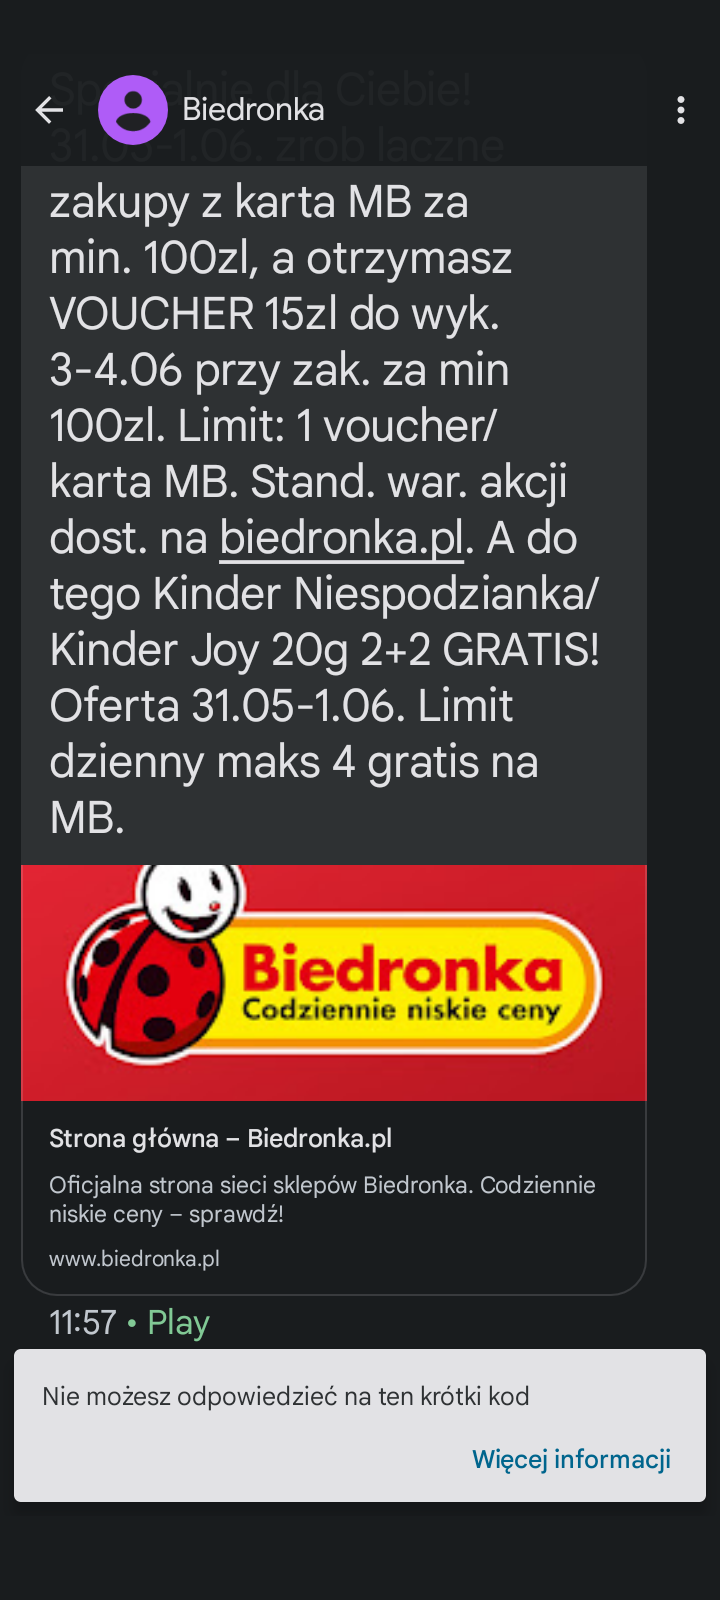 Specjalnie dla Ciebie!
Biedronka
31.05-1.06. zrob laczne
zakupy z karta MB za
min. 100zl, a otrzymasz
VOUCHER 15zl do wyk.
3-4.06 przy zak. za min
100zl. Limit: 1 voucher/
karta MB. Stand. war. akcji
dost. na biedronka.pl. A do
tego Kinder Niespodzianka/
Kinder Joy 20g 2+2 GRATIS!
Oferta 31.05-1.06. Limit
dzienny maks 4 gratis na
MB.
Biedronka
Codziennie niskie ceny
Strona główna – Biedronka.pl
Oficjalna strona sieci sklepów Biedronka. Codziennie
niskie ceny – sprawdź!
www.biedronka.pl
11:57 • Play
Nie możesz odpowiedzieć na ten krótki kod
Więcej informacji